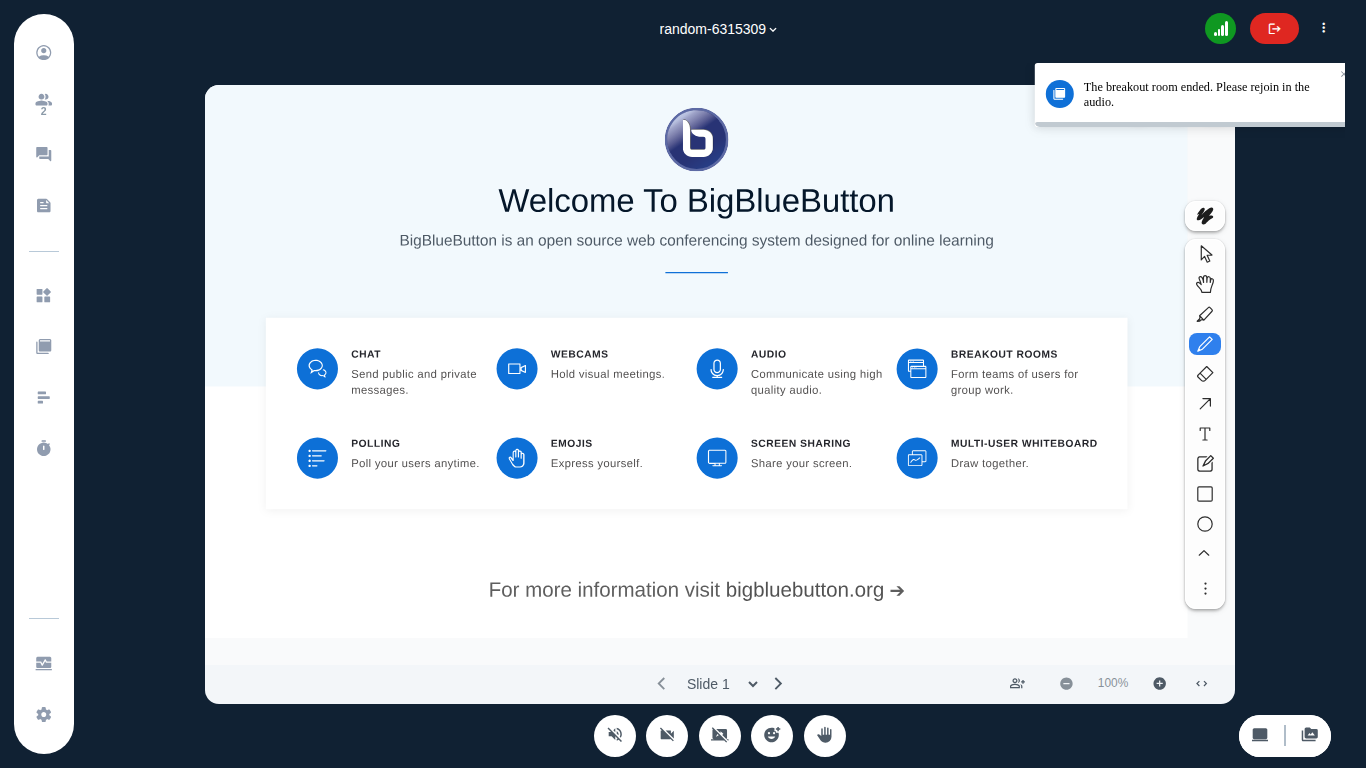 random-6315309
The breakout room ended. Please rejoin in the
audio.
2
Welcome To BigBlueButton
BigBlueButton is an open source web conferencing system designed for online learning
CHAT
Send public and private
messages.
WEBCAMS
Hold visual meetings.
AUDIO
Communicate using high
quality audio.
BREAKOUT ROOMS
Form teams of users for
group work.
POLLING
Poll your users anytime.
EMOJIS
Express yourself.
SCREEN SHARING
Share your screen.
MULTI-USER WHITEBOARD
Draw together.
For more information visit bigbluebutton.org ➔
Slide 1
100%